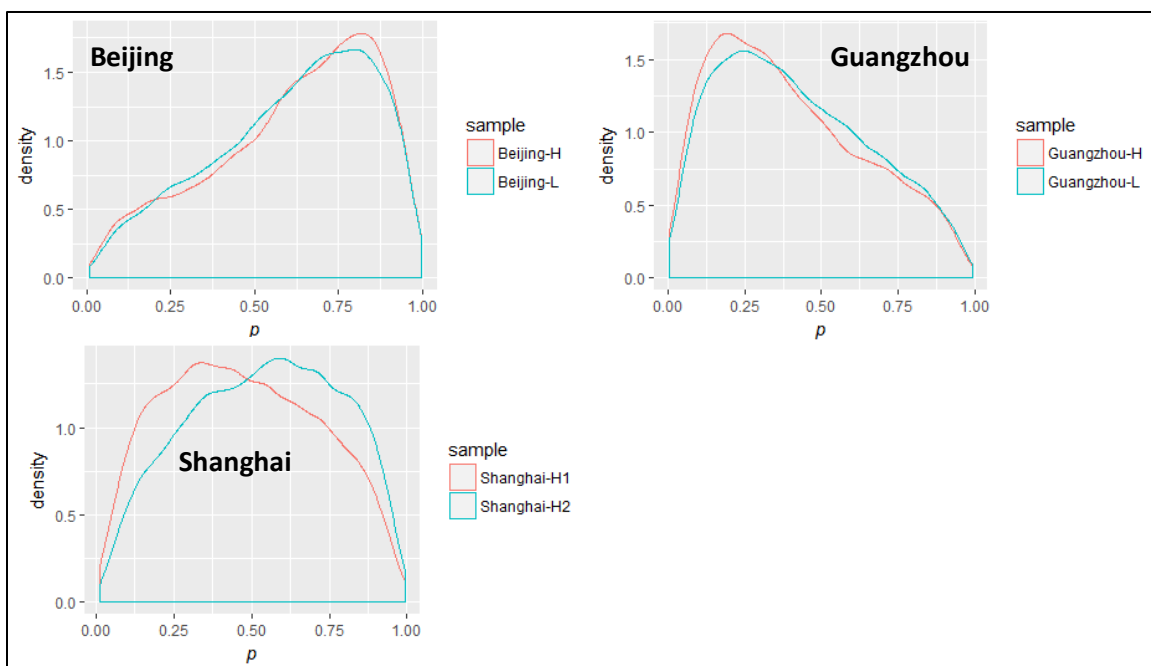 Beijing
density
1.5
1.0
0.5
0.0
0.00 0.25 0.50 0.75 1.00
p
sample
Beijing-H
Beijing-L
Guangzhou
density
1.5
1.0
0.5
0.0
0.00 0.25 0.50 0.75 1.00
p
sample
Guangzhou-H
Guangzhou-L
Shanghai
density
1.0
0.5
0.0
0.00 0.25 0.50 0.75 1.00
p
sample
Shanghai-H1
Shanghai-H2